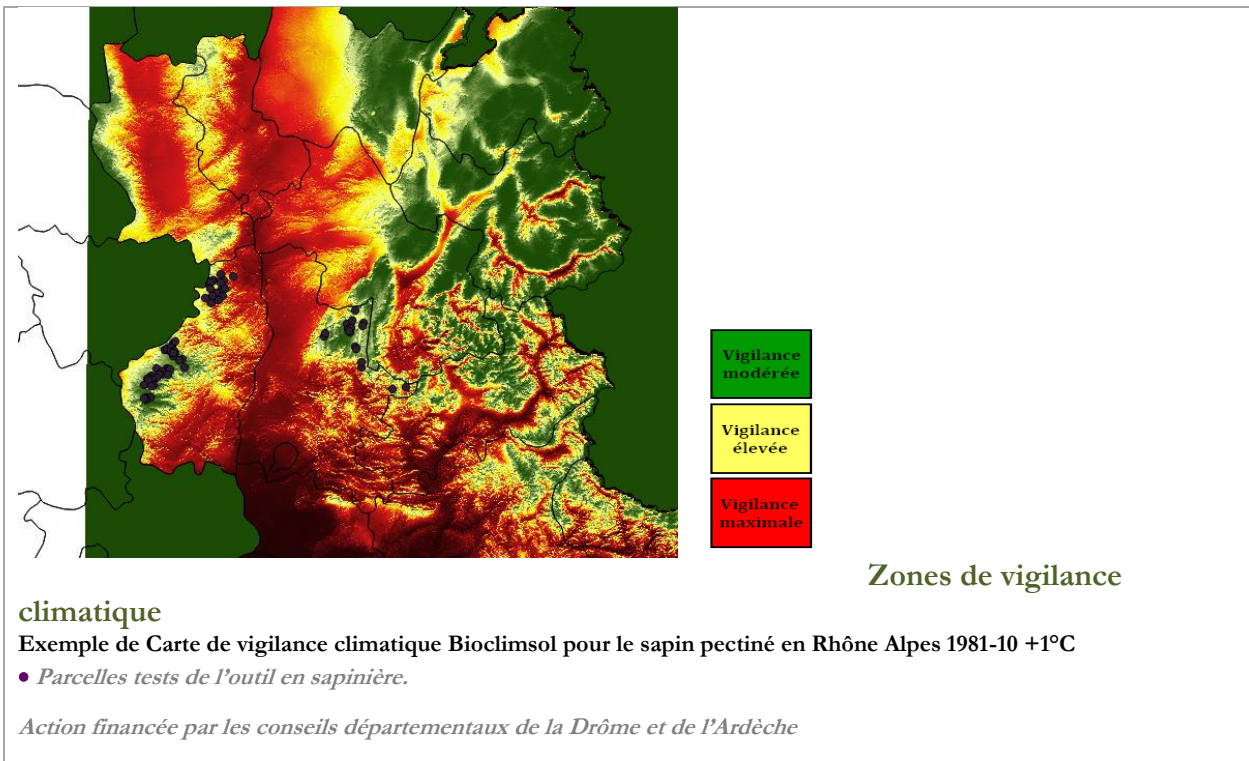 Vigilance
modérée
Vigilance
élevée
Vigilance
maximale
Zones de vigilance
climatique
Exemple de Carte de vigilance climatique Bioclimsol pour le sapin pectiné en Rhône Alpes 1981-10 +1°C
• Parcelles tests de l'outil en sapinière.
Action financée par les conseils départementaux de la Drôme et de l'Ardèche